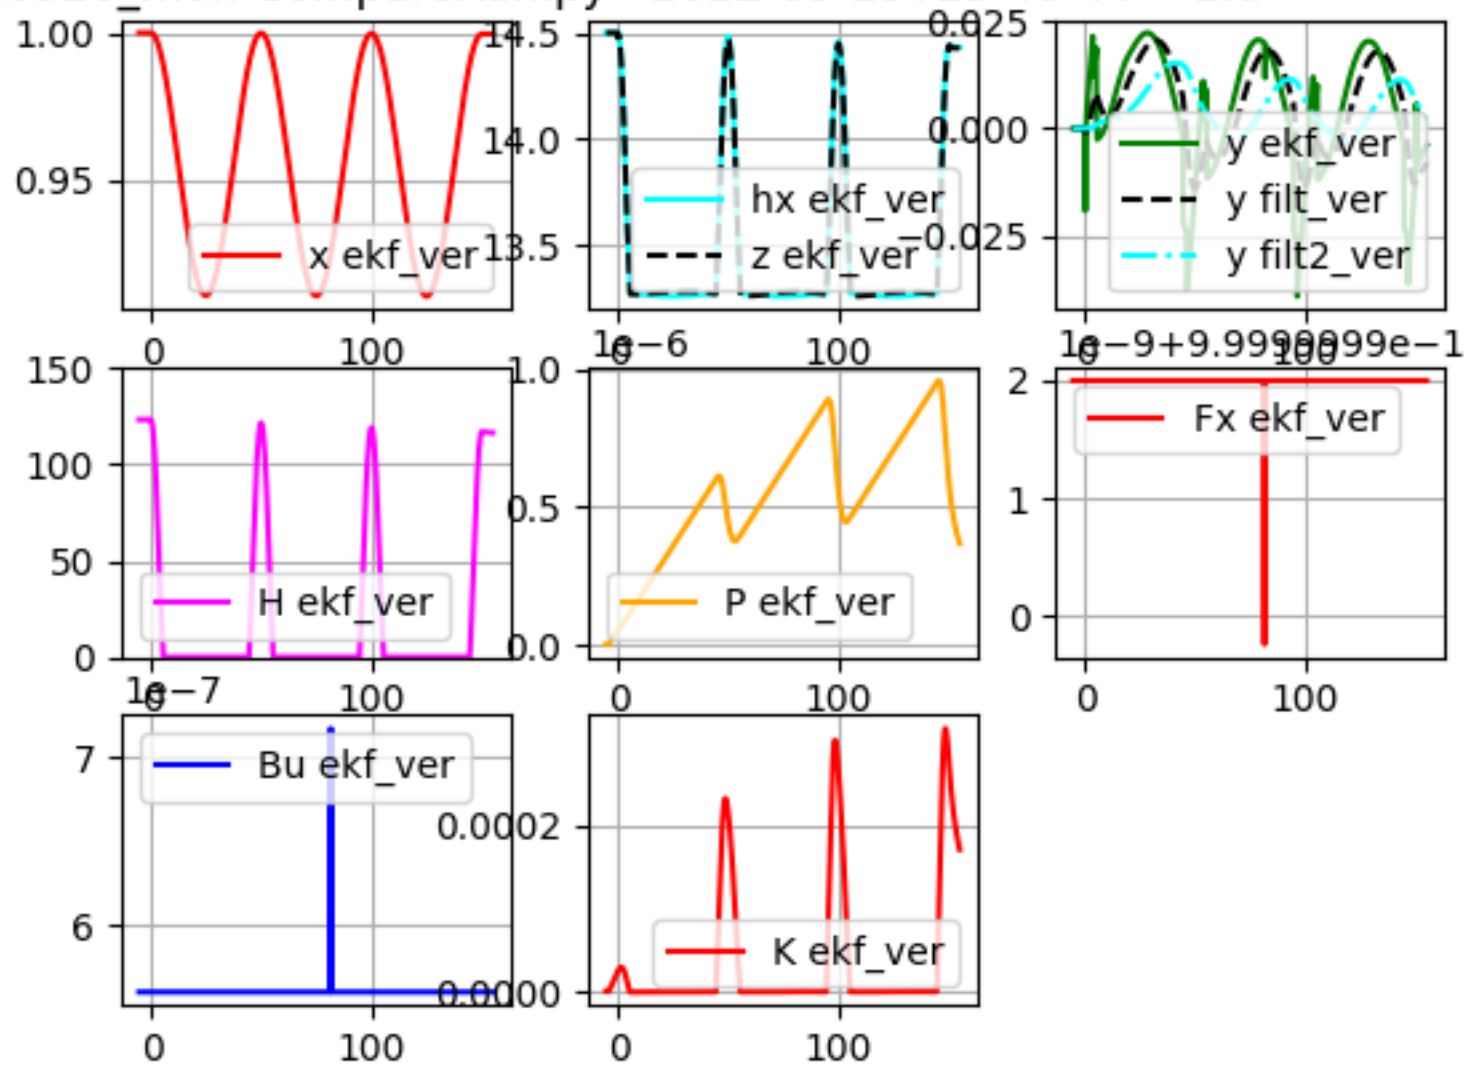 1.00
0.95
x ekf_ver
0
100
14.5
14.0
13.5
hx ekf_ver
z ekf_ver
0
100
0.025
0.000
−0.025
y ekf_ver
y filt_ver
y filt2_ver
0
100
150
100
50
0
H ekf_ver
0
100
1e−6
1.0
0.5
0.0
P ekf_ver
0
100
1e−9+9.9999999e−1
2
1
0
Fx ekf_ver
0
100
1e−7
7
6
Bu ekf_ver
0
100
0.0002
0.0000
K ekf_ver
0
100